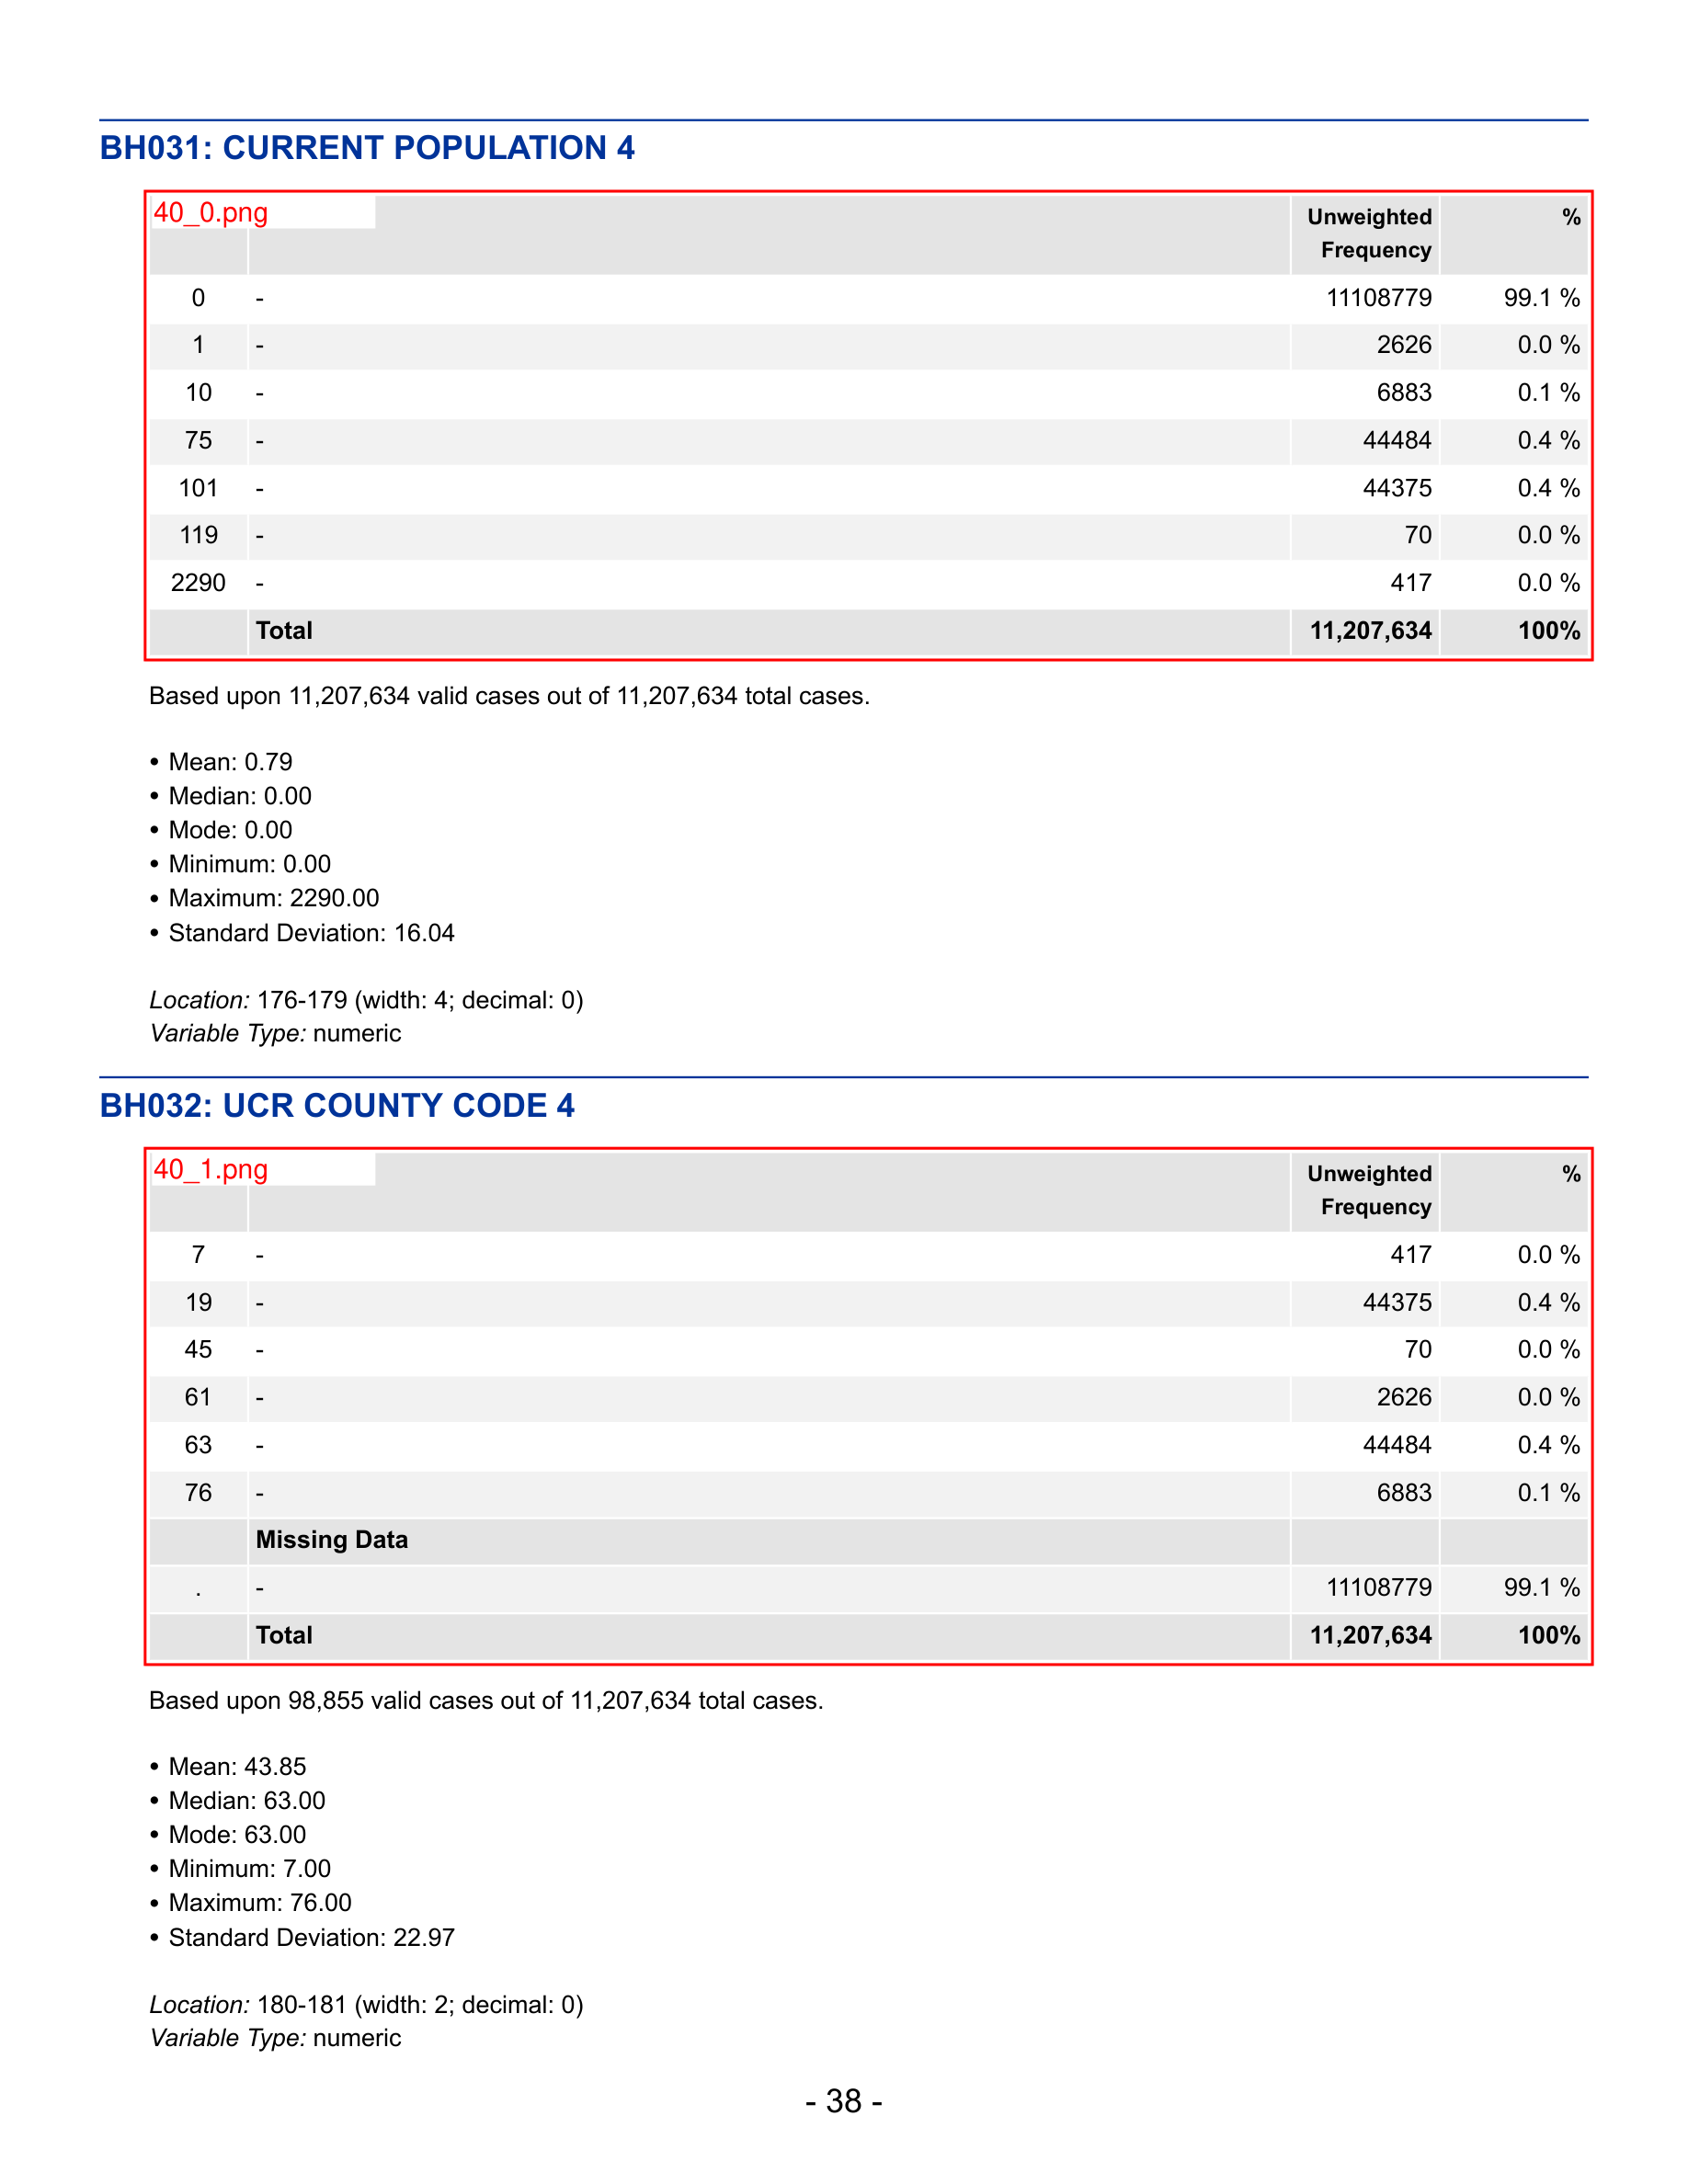 BH031: CURRENT POPULATION 4
40_0.png
Unweighted Frequency %
0 - 11108779 99.1 %
1 - 2626 0.0 %
10 - 6883 0.1 %
75 - 44484 0.4 %
101 - 44375 0.4 %
119 - 70 0.0 %
2290 - 417 0.0 %
Total 11,207,634 100%
Based upon 11,207,634 valid cases out of 11,207,634 total cases.
• Mean: 0.79
• Median: 0.00
• Mode: 0.00
• Minimum: 0.00
• Maximum: 2290.00
• Standard Deviation: 16.04
Location: 176-179 (width: 4; decimal: 0)
Variable Type: numeric
BH032: UCR COUNTY CODE 4
40_1.png
Unweighted Frequency %
7 - 417 0.0 %
19 - 44375 0.4 %
45 - 70 0.0 %
61 - 2626 0.0 %
63 - 44484 0.4 %
76 - 6883 0.1 %
Missing Data
. - 11108779 99.1 %
Total 11,207,634 100%
Based upon 98,855 valid cases out of 11,207,634 total cases.
• Mean: 43.85
• Median: 63.00
• Mode: 63.00
• Minimum: 7.00
• Maximum: 76.00
• Standard Deviation: 22.97
Location: 180-181 (width: 2; decimal: 0)
Variable Type: numeric
- 38 -